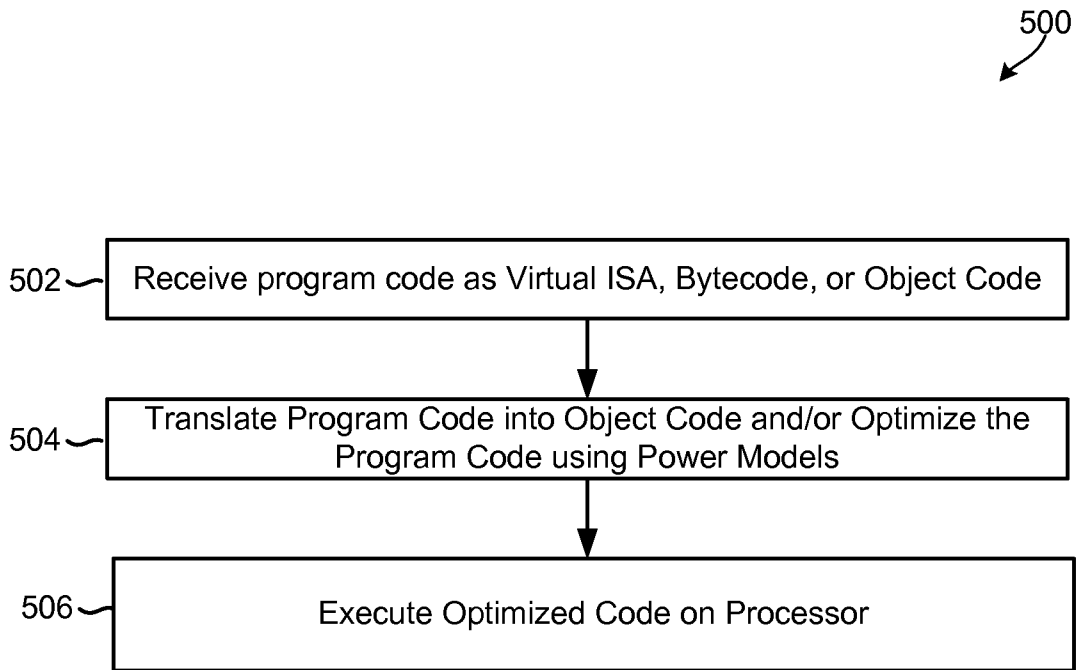 500
502 Receive program code as Virtual ISA, Bytecode, or Object Code
504 Translate Program Code into Object Code and/or Optimize the
Program Code using Power Models
506 Execute Optimized Code on Processor